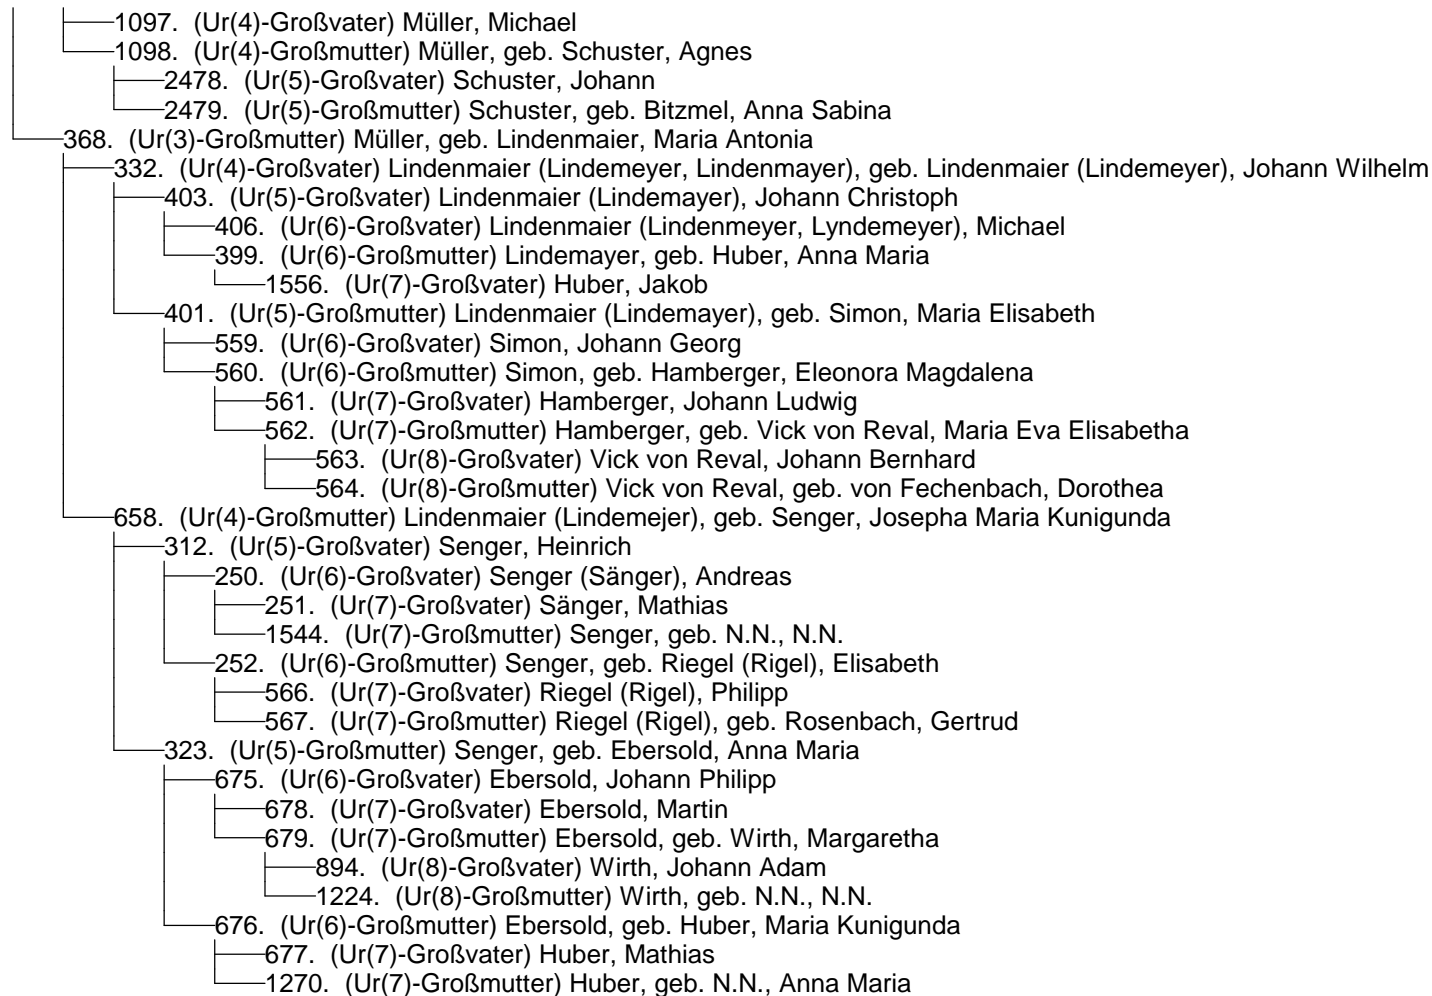 1097. (Ur(4)-Großvater) Müller, Michael
1098. (Ur(4)-Großmutter) Müller, geb. Schuster, Agnes
2478. (Ur(5)-Großvater) Schuster, Johann
2479. (Ur(5)-Großmutter) Schuster, geb. Bitzmel, Anna Sabina
368. (Ur(3)-Großmutter) Müller, geb. Lindenmaier, Maria Antonia
332. (Ur(4)-Großvater) Lindenmaier (Lindemeyer, Lindenmayer), geb. Lindenmaier (Lindemeyer), Johann Wilhelm
403. (Ur(5)-Großvater) Lindenmaier (Lindemayer), Johann Christoph
406. (Ur(6)-Großvater) Lindenmaier (Lindenmeyer, Lyndemeyer), Michael
399. (Ur(6)-Großmutter) Lindemayer, geb. Huber, Anna Maria
1556. (Ur(7)-Großvater) Huber, Jakob
401. (Ur(5)-Großmutter) Lindenmaier (Lindemayer), geb. Simon, Maria Elisabeth
559. (Ur(6)-Großvater) Simon, Johann Georg
560. (Ur(6)-Großmutter) Simon, geb. Hamberger, Eleonora Magdalena
561. (Ur(7)-Großvater) Hamberger, Johann Ludwig
562. (Ur(7)-Großmutter) Hamberger, geb. Vick von Reval, Maria Eva Elisabetha
563. (Ur(8)-Großvater) Vick von Reval, Johann Bernhard
564. (Ur(8)-Großmutter) Vick von Reval, geb. von Fechenbach, Dorothea
658. (Ur(4)-Großmutter) Lindenmaier (Lindemejer), geb. Senger, Josepha Maria Kunigunda
312. (Ur(5)-Großvater) Senger, Heinrich
250. (Ur(6)-Großvater) Senger (Sänger), Andreas
251. (Ur(7)-Großvater) Sänger, Mathias
1544. (Ur(7)-Großmutter) Senger, geb. N.N., N.N.
252. (Ur(6)-Großmutter) Senger, geb. Riegel (Rigel), Elisabeth
566. (Ur(7)-Großvater) Riegel (Rigel), Philipp
567. (Ur(7)-Großmutter) Riegel (Rigel), geb. Rosenbach, Gertrud
323. (Ur(5)-Großmutter) Senger, geb. Ebersold, Anna Maria
675. (Ur(6)-Großvater) Ebersold, Johann Philipp
678. (Ur(7)-Großvater) Ebersold, Martin
679. (Ur(7)-Großmutter) Ebersold, geb. Wirth, Margaretha
894. (Ur(8)-Großvater) Wirth, Johann Adam
1224. (Ur(8)-Großmutter) Wirth, geb. N.N., N.N.
676. (Ur(6)-Großmutter) Ebersold, geb. Huber, Maria Kunigunda
677. (Ur(7)-Großvater) Huber, Mathias
1270. (Ur(7)-Großmutter) Huber, geb. N.N., Anna Maria